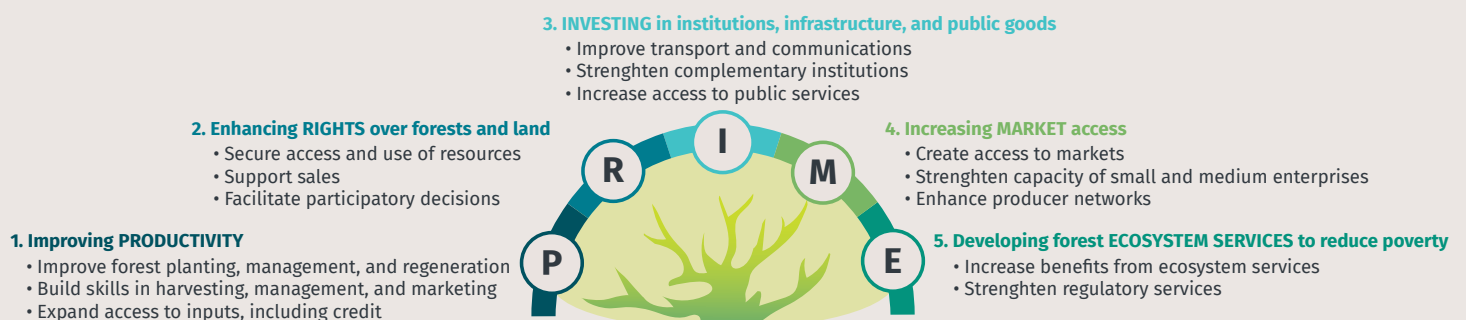 3. INVESTING in institutions, infrastructure, and public goods
• Improve transport and communications
• Strenghten complementary institutions
• Increase access to public services
2. Enhancing RIGHTS over forests and land
• Secure access and use of resources
• Support sales
• Facilitate participatory decisions
4. Increasing MARKET access
• Create access to markets
• Strenghten capacity of small and medium enterprises
• Enhance producer networks
1. Improving PRODUCTIVITY
• Improve forest planting, management, and regeneration
• Build skills in harvesting, management, and marketing
• Expand access to inputs, including credit
5. Developing forest ECOSYSTEM SERVICES to reduce poverty
• Increase benefits from ecosystem services
• Strenghten regulatory services
P
R
I
M
E